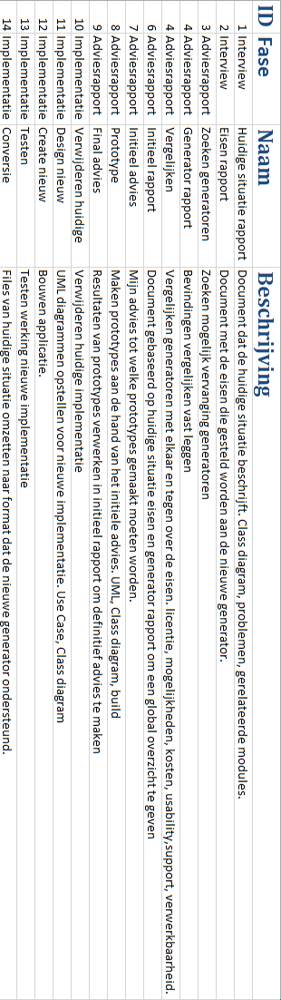 ID Fase Naam Beschrijving
1 Interview Huidige situatie rapport Document dat de huidige situatie beschrijft. Class diagram, problemen, gerelateerde modules.
2 Interview Eisen rapport Document met de eisen die gesteld worden aan de nieuwe generator.
3 Adviesrapport Zoeken generatoren Zoeken mogelijk vervanging generatoren
4 Adviesrapport Generator rapport Bevindingen vergelijken vast leggen
4 Adviesrapport Vergelijken Vergelijken generatoren met elkaar en tegen over de eisen. licentie, mogelijkheden, kosten, usability,support, verwerkbaarheid.
6 Adviesrapport Initieel rapport Document gebaseerd op huidige situatie eisen en generator rapport om een global overzicht te geven
7 Adviesrapport Initieel advies Mijn advies tot welke prototypes gemaakt moeten worden.
8 Adviesrapport Prototype Maken prototypes aan de hand van het initiele advies. UML, Class diagram, build
9 Adviesrapport Final advies Resultaten van prototypes verwerken in initieel rapport om definitief advies te maken
10 Implementatie Verwijderen huidige Verwijderen huidige implementatie
11 Implementatie Design nieuw UML diagrammen opstellen voor nieuwe implementatie. Use Case, Class diagram
12 Implementatie Create nieuw Bouwen applicatie.
13 Implementatie Testen Testen werking nieuwe implementatie
14 Implementatie Conversie Files van huidige situatie omzetten naar format dat de nieuwe generator ondersteund.